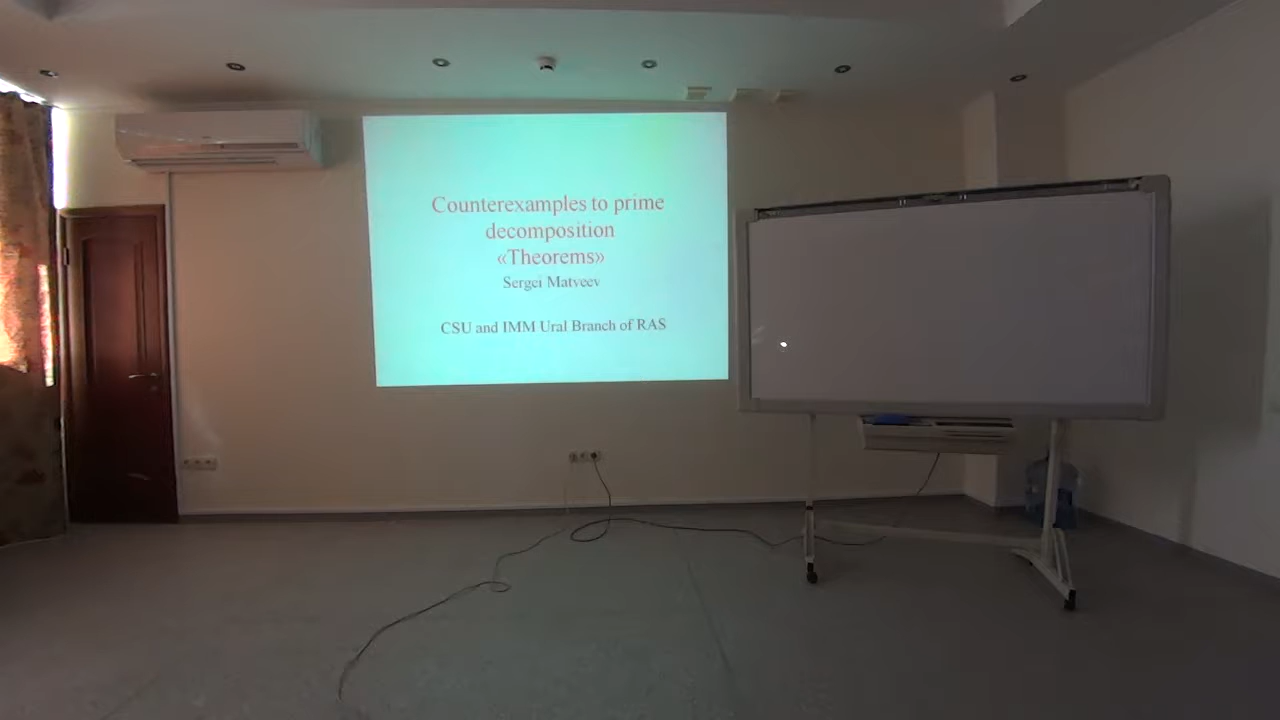 Counterexamples to prime
decomposition
«Theorems»
Sergei Matveev
CSU and IMM Ural Branch of RAS